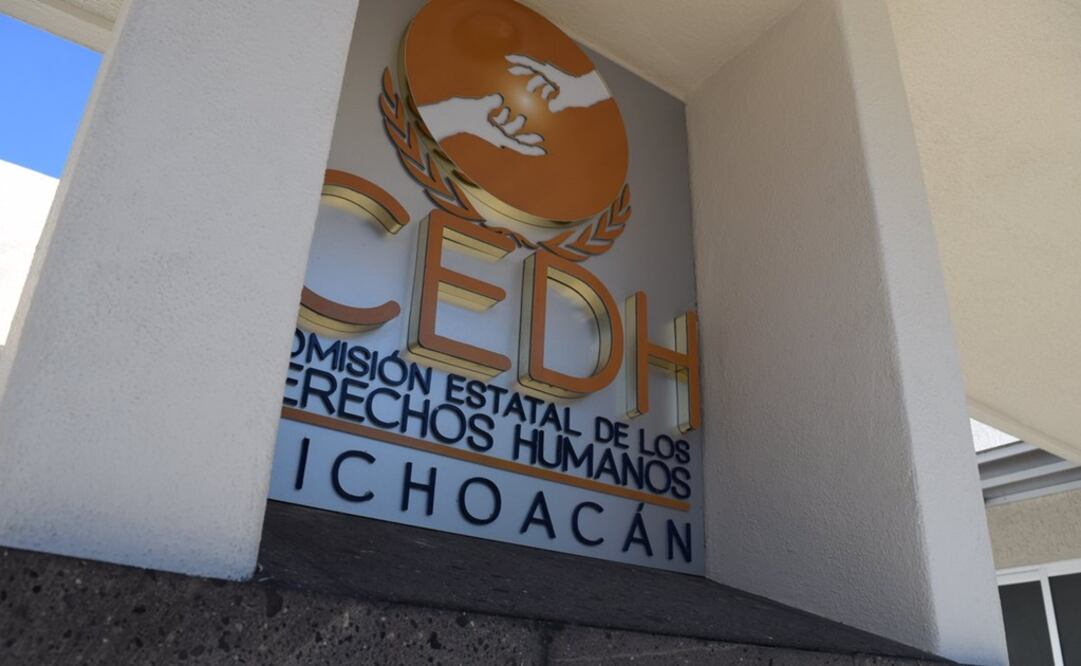 CEDH
OMISIÓN ESTATAL DE LOS
ERECHOS HUMANOS
ICHOACÁN